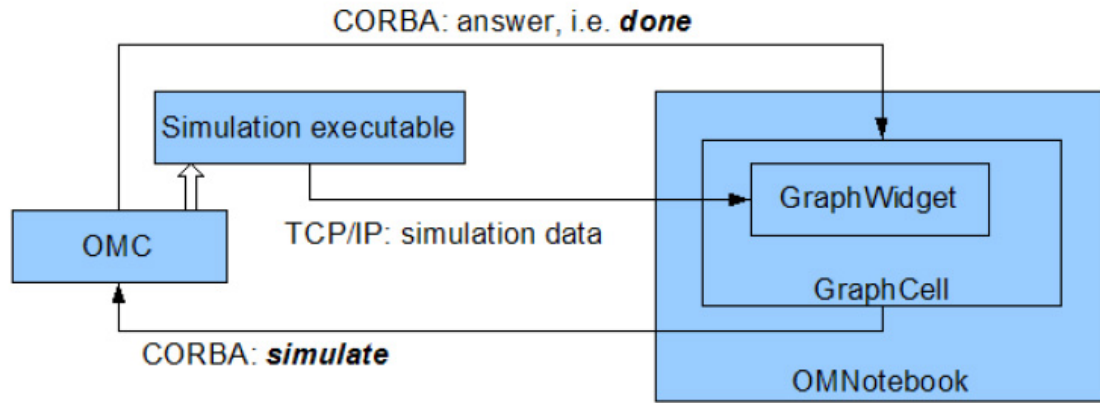 CORBA: answer, i.e. done
Simulation executable
GraphWidget
TCP/IP: simulation data
OMC
GraphCell
CORBA: simulate
OMNotebook